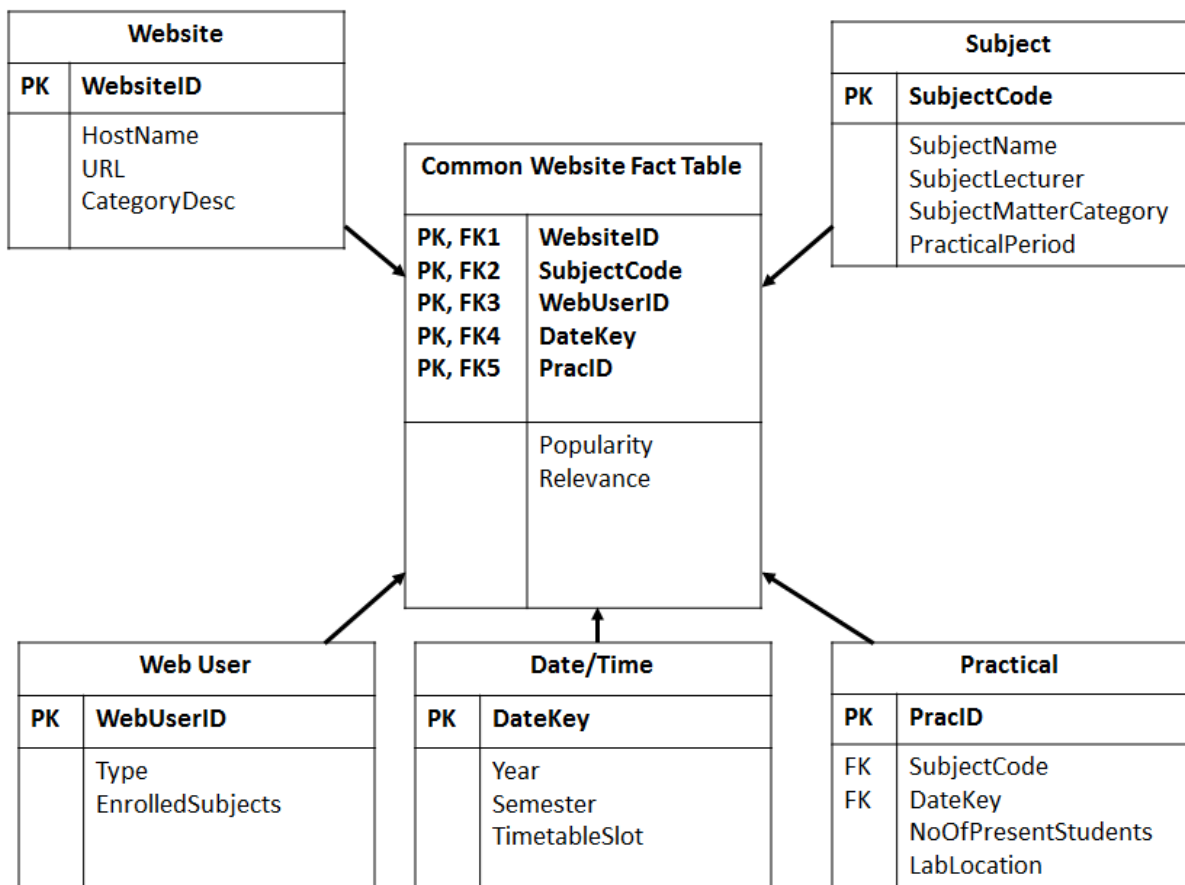 Website
PK WebsiteID
HostName
URL
CategoryDesc
Subject
PK SubjectCode
SubjectName
SubjectLecturer
SubjectMatterCategory
PracticalPeriod
Common Website Fact Table
PK, FK1 WebsiteID
PK, FK2 SubjectCode
PK, FK3 WebUserID
PK, FK4 DateKey
PK, FK5 PracID
Popularity
Relevance
Web User
PK WebUserID
Type
EnrolledSubjects
Date/Time
PK DateKey
Year
Semester
TimetableSlot
Practical
PK PracID
FK SubjectCode
FK DateKey
NoOfPresentStudents
LabLocation